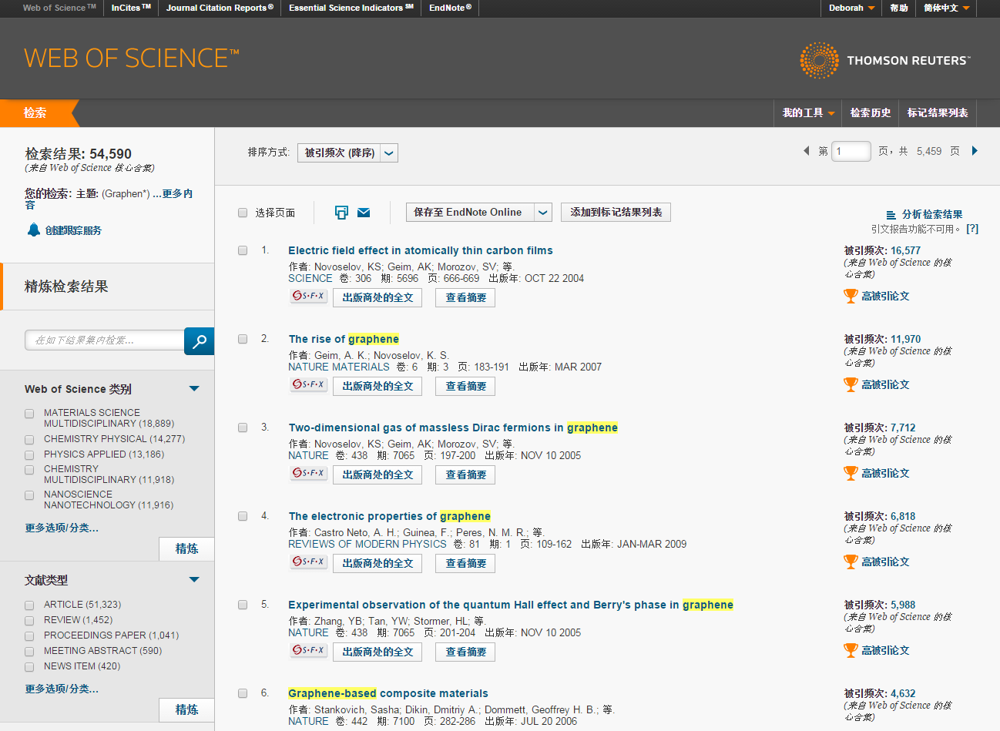 Web of Science™ InCites™ Journal Citation Reports® Essential Science Indicators℠ EndNote® Deborah 帮助 简体中文
WEB OF SCIENCE™
THOMSON REUTERS™
检索 我的工具 检索历史 标记结果列表
检索结果: 54,590
(来自 Web of Science 核心合集)
您的检索: 主题: (Graphen*) ...更多内
容
创建跟踪服务
精炼检索结果
在如下结果集内检索...
Web of Science 类别
MATERIALS SCIENCE
MULTIDISCIPLINARY (18,889)
CHEMISTRY PHYSICAL (14,277)
PHYSICS APPLIED (13,186)
CHEMISTRY
MULTIDISCIPLINARY (11,918)
NANOSCIENCE
NANOTECHNOLOGY (11,916)
更多选项/分类...
精炼
文献类型
ARTICLE (51,323)
REVIEW (1,452)
PROCEEDINGS PAPER (1,041)
MEETING ABSTRACT (590)
NEWS ITEM (420)
更多选项/分类...
精炼
排序方式: 被引频次 (降序) 第 1 页，共 5,459 页
选择页面 保存至 EndNote Online 添加到标记结果列表
分析检索结果
引文报告功能不可用。 [?]
1. Electric field effect in atomically thin carbon films
作者: Novoselov, KS; Geim, AK; Morozov, SV; 等.
SCIENCE 卷: 306 期: 5696 页: 666-669 出版年: OCT 22 2004
S·F·X 出版商处的全文 查看摘要
被引频次: 16,577
(来自 Web of Science 的核
心合集)
高被引论文
2. The rise of graphene
作者: Geim, A. K.; Novoselov, K. S.
NATURE MATERIALS 卷: 6 期: 3 页: 183-191 出版年: MAR 2007
S·F·X 出版商处的全文 查看摘要
被引频次: 11,970
(来自 Web of Science 的核
心合集)
高被引论文
3. Two-dimensional gas of massless Dirac fermions in graphene
作者: Novoselov, KS; Geim, AK; Morozov, SV; 等.
NATURE 卷: 438 期: 7065 页: 197-200 出版年: NOV 10 2005
S·F·X 出版商处的全文 查看摘要
被引频次: 7,712
(来自 Web of Science 的核
心合集)
高被引论文
4. The electronic properties of graphene
作者: Castro Neto, A. H.; Guinea, F.; Peres, N. M. R.; 等.
REVIEWS OF MODERN PHYSICS 卷: 81 期: 1 页: 109-162 出版年: JAN-MAR 2009
S·F·X 出版商处的全文 查看摘要
被引频次: 6,818
(来自 Web of Science 的核
心合集)
高被引论文
5. Experimental observation of the quantum Hall effect and Berry's phase in graphene
作者: Zhang, YB; Tan, YW; Stormer, HL; 等.
NATURE 卷: 438 期: 7065 页: 201-204 出版年: NOV 10 2005
S·F·X 出版商处的全文 查看摘要
被引频次: 5,988
(来自 Web of Science 的核
心合集)
高被引论文
6. Graphene-based composite materials
作者: Stankovich, Sasha; Dikin, Dmitriy A.; Dommett, Geoffrey H. B.; 等.
NATURE 卷: 442 期: 7100 页: 282-286 出版年: JUL 20 2006
被引频次: 4,632
(来自 Web of Science 的核
心合集)